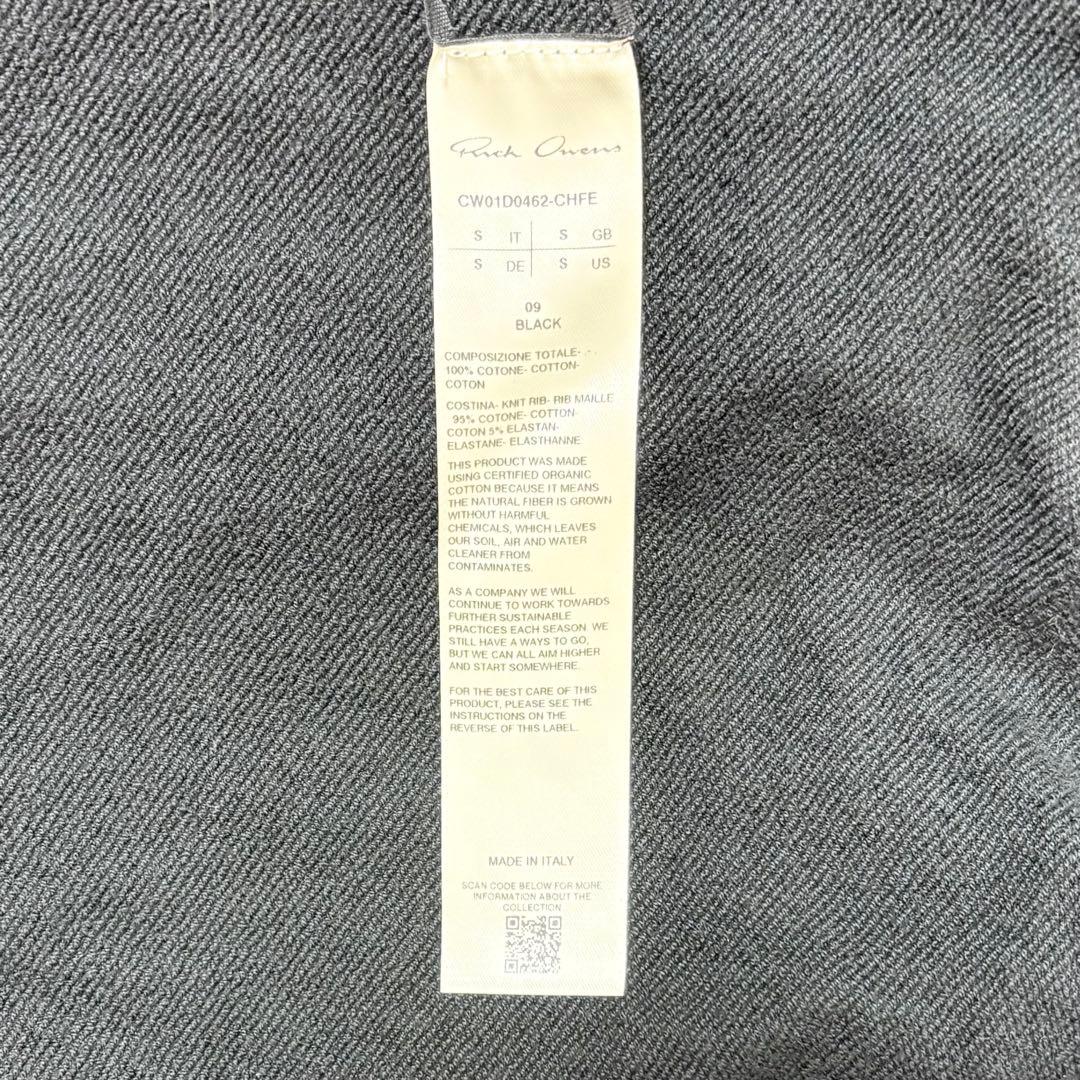 Rick Owens
CW01D0462-CHFE
S IT S GB
S DE S US
09
BLACK
COMPOSIZIONE TOTALE-
100% COTONE- COTTON-
COTON
COSTINA- KNIT RIB- RIB MAILLE
95% COTONE- COTTON-
COTON 5% ELASTAN-
ELASTANE- ELASTHANNE
THIS PRODUCT WAS MADE
USING CERTIFIED ORGANIC
COTTON BECAUSE IT MEANS
THE NATURAL FIBER IS GROWN
WITHOUT HARMFUL
CHEMICALS, WHICH LEAVES
OUR SOIL, AIR AND WATER
CLEANER FROM
CONTAMINATES.
AS A COMPANY WE WILL
CONTINUE TO WORK TOWARDS
FURTHER SUSTAINABLE
PRACTICES EACH SEASON. WE
STILL HAVE A WAYS TO GO,
BUT WE CAN ALL AIM HIGHER
AND START SOMEWHERE.
FOR THE BEST CARE OF THIS
PRODUCT, PLEASE SEE THE
INSTRUCTIONS ON THE
REVERSE OF THIS LABEL.
MADE IN ITALY
SCAN CODE BELOW FOR MORE
INFORMATION ABOUT THE
COLLECTION